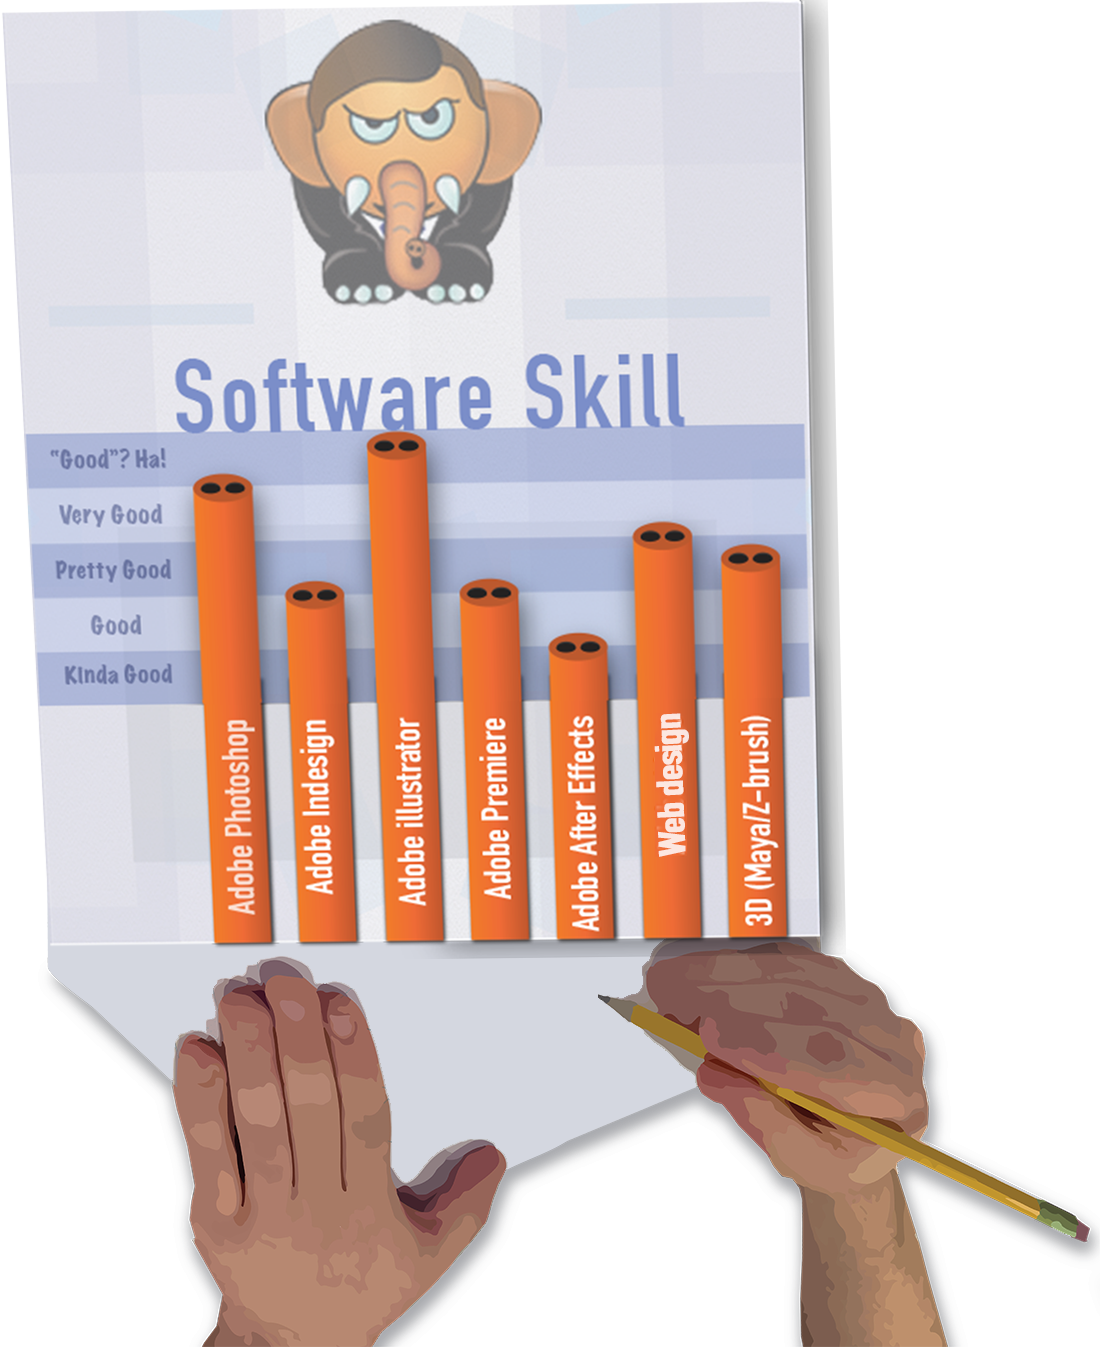 Software Skill
"Good"? Ha!
Very Good
Pretty Good
Good
Kinda Good
Adobe Photoshop
Adobe Indesign
Adobe illustrator
Adobe Premiere
Adobe After Effects
Web design
3D (Maya/Z-brush)